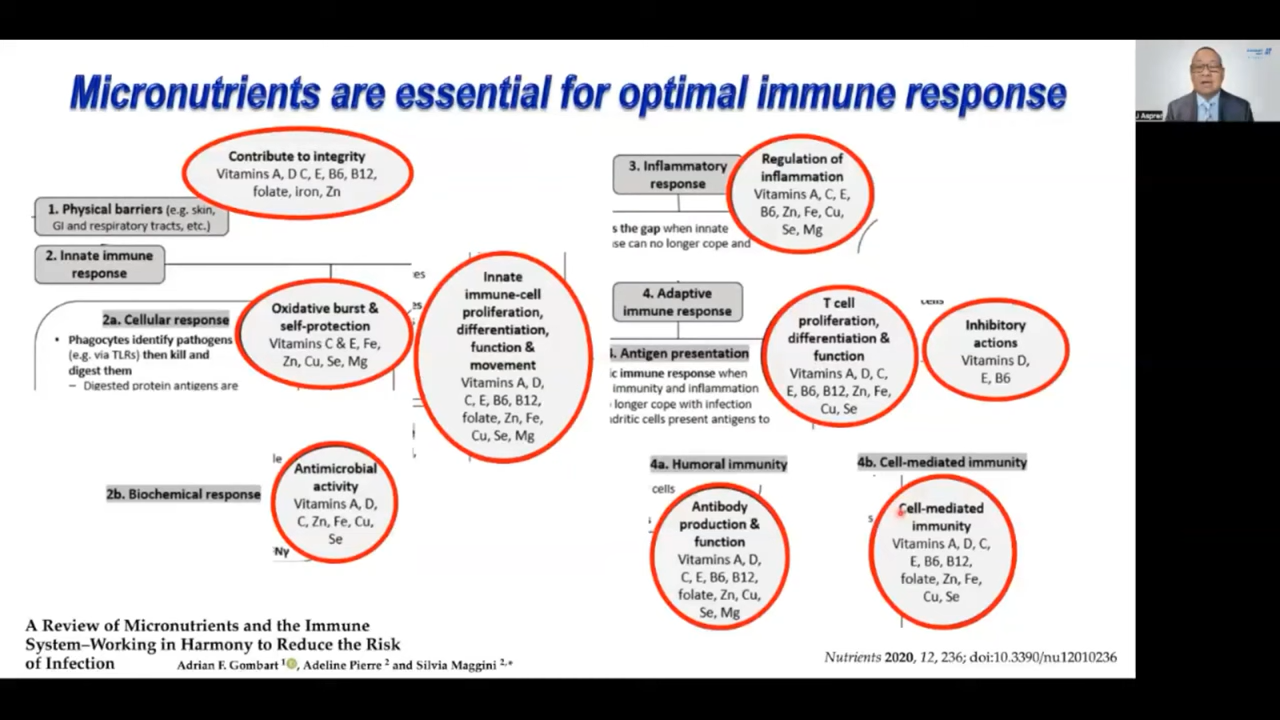 Micronutrients are essential for optimal immune response
Contribute to integrity
Vitamins A, D C, E, B6, B12,
folate, iron, Zn
1. Physical barriers (e.g. skin,
GI and respiratory tracts, etc.)
2. Innate immune
response
2a. Cellular response
• Phagocytes identify pathogens
(e.g. via TLRs) then kill and
digest them
– Digested protein antigens are
Oxidative burst &
self-protection
Vitamins C & E, Fe,
Zn, Cu, Se, Mg
Innate
immune-cell
proliferation,
differentiation,
function &
movement
Vitamins A, D,
C, E, B6, B12,
folate, Zn, Fe,
Cu, Se, Mg
2b. Biochemical response
Antimicrobial
activity
Vitamins A, D,
C, Zn, Fe, Cu,
Se
3. Inflammatory
response
Regulation of
inflammation
Vitamins A, C, E,
B6, Zn, Fe, Cu,
Se, Mg
s the gap when innate
se can no longer cope and
4. Adaptive
immune response
. Antigen presentation
ic immune response when
immunity and inflammation
longer cope with infection
dritic cells present antigens to
T cell
proliferation,
differentiation &
function
Vitamins A, D, C,
E, B6, B12, Zn, Fe,
Cu, Se
Inhibitory
actions
Vitamins D,
E, B6
4a. Humoral immunity
cells
Antibody
production &
function
Vitamins A, D,
C, E, B6, B12,
folate, Zn, Cu,
Se, Mg
4b. Cell-mediated immunity
Cell-mediated
immunity
Vitamins A, D, C,
E, B6, B12,
folate, Zn, Fe,
Cu, Se
A Review of Micronutrients and the Immune
System–Working in Harmony to Reduce the Risk
of Infection
Adrian F. Gombart 1, Adeline Pierre 2 and Silvia Maggini 2,*
Nutrients 2020, 12, 236; doi:10.3390/nu12010236